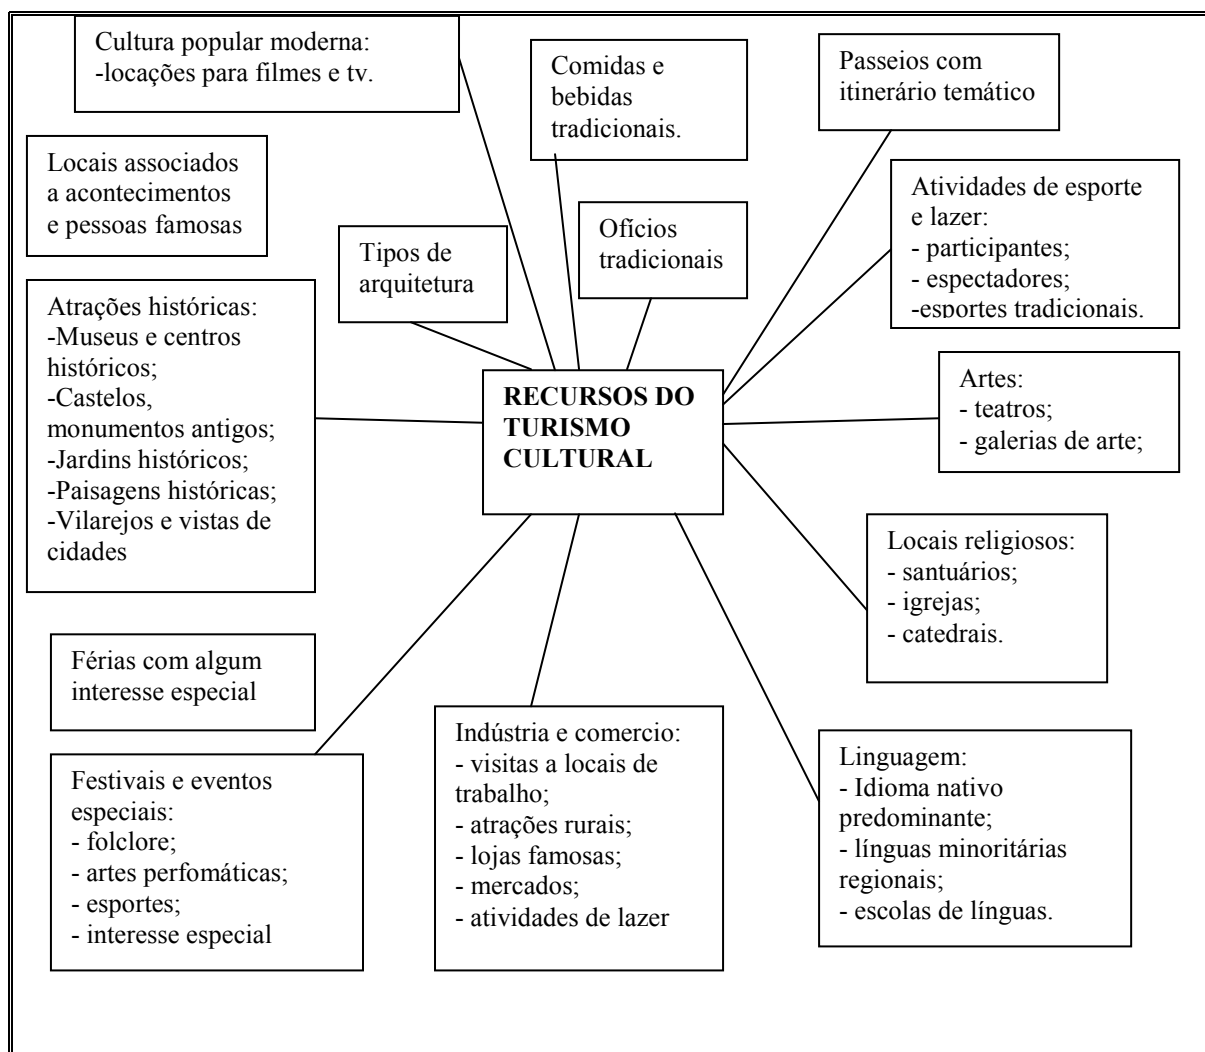 Cultura popular moderna:
-locações para filmes e tv.
Comidas e
bebidas
tradicionais.
Passeios com
itinerário temático
Locais associados
a acontecimentos
e pessoas famosas
Tipos de
arquitetura
Ofícios
tradicionais
Atividades de esporte
e lazer:
- participantes;
- espectadores;
-esportes tradicionais.
Atrações históricas:
-Museus e centros
históricos;
-Castelos,
monumentos antigos;
-Jardins históricos;
-Paisagens históricas;
-Vilarejos e vistas de
cidades
RECURSOS DO
TURISMO
CULTURAL
Artes:
- teatros;
- galerias de arte;
Locais religiosos:
- santuários;
- igrejas;
- catedrais.
Férias com algum
interesse especial
Festivais e eventos
especiais:
- folclore;
- artes perfomáticas;
- esportes;
- interesse especial
Indústria e comercio:
- visitas a locais de
trabalho;
- atrações rurais;
- lojas famosas;
- mercados;
- atividades de lazer
Linguagem:
- Idioma nativo
predominante;
- línguas minoritárias
regionais;
- escolas de línguas.